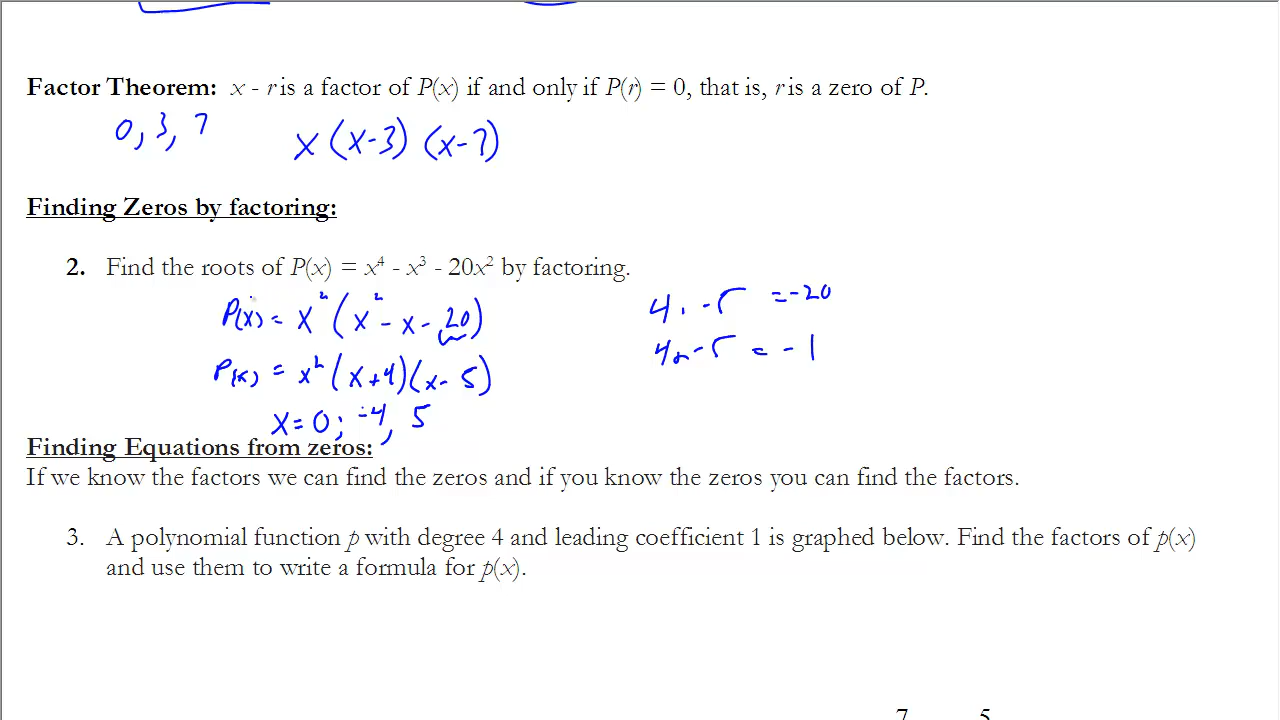 Factor Theorem: x - r is a factor of P(x) if and only if P(r) = 0, that is, r is a zero of P.
0, 3, 7 x (x-3) (x-7)
Finding Zeros by factoring:
2. Find the roots of P(x) = x⁴ - x³ - 20x² by factoring.
P(x) = x² (x² - x - 20) 4 · -5 = -20
P(x) = x² (x+4)(x-5) 4 + -5 = -1
x = 0; -4, 5
Finding Equations from zeros:
If we know the factors we can find the zeros and if you know the zeros you can find the factors.
3. A polynomial function p with degree 4 and leading coefficient 1 is graphed below. Find the factors of p(x)
and use them to write a formula for p(x).
7 5